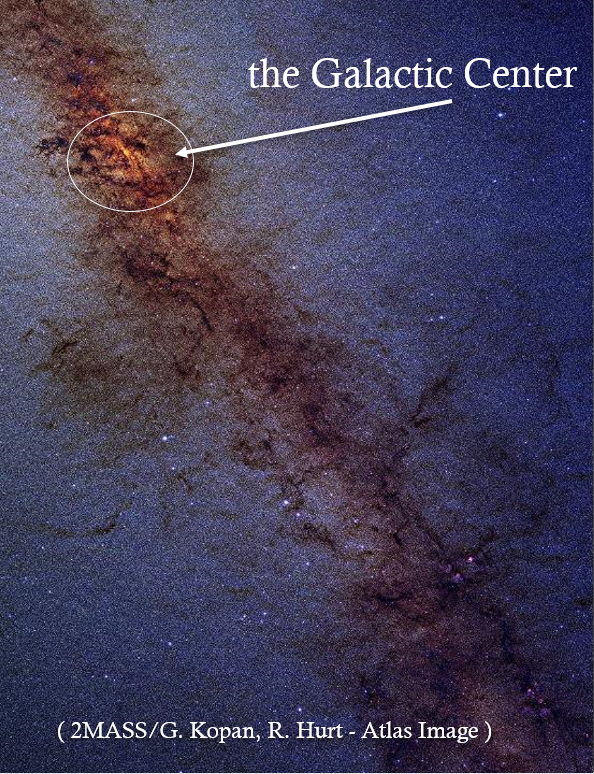 the Galactic Center
( 2MASS/G. Kopan, R. Hurt - Atlas Image )